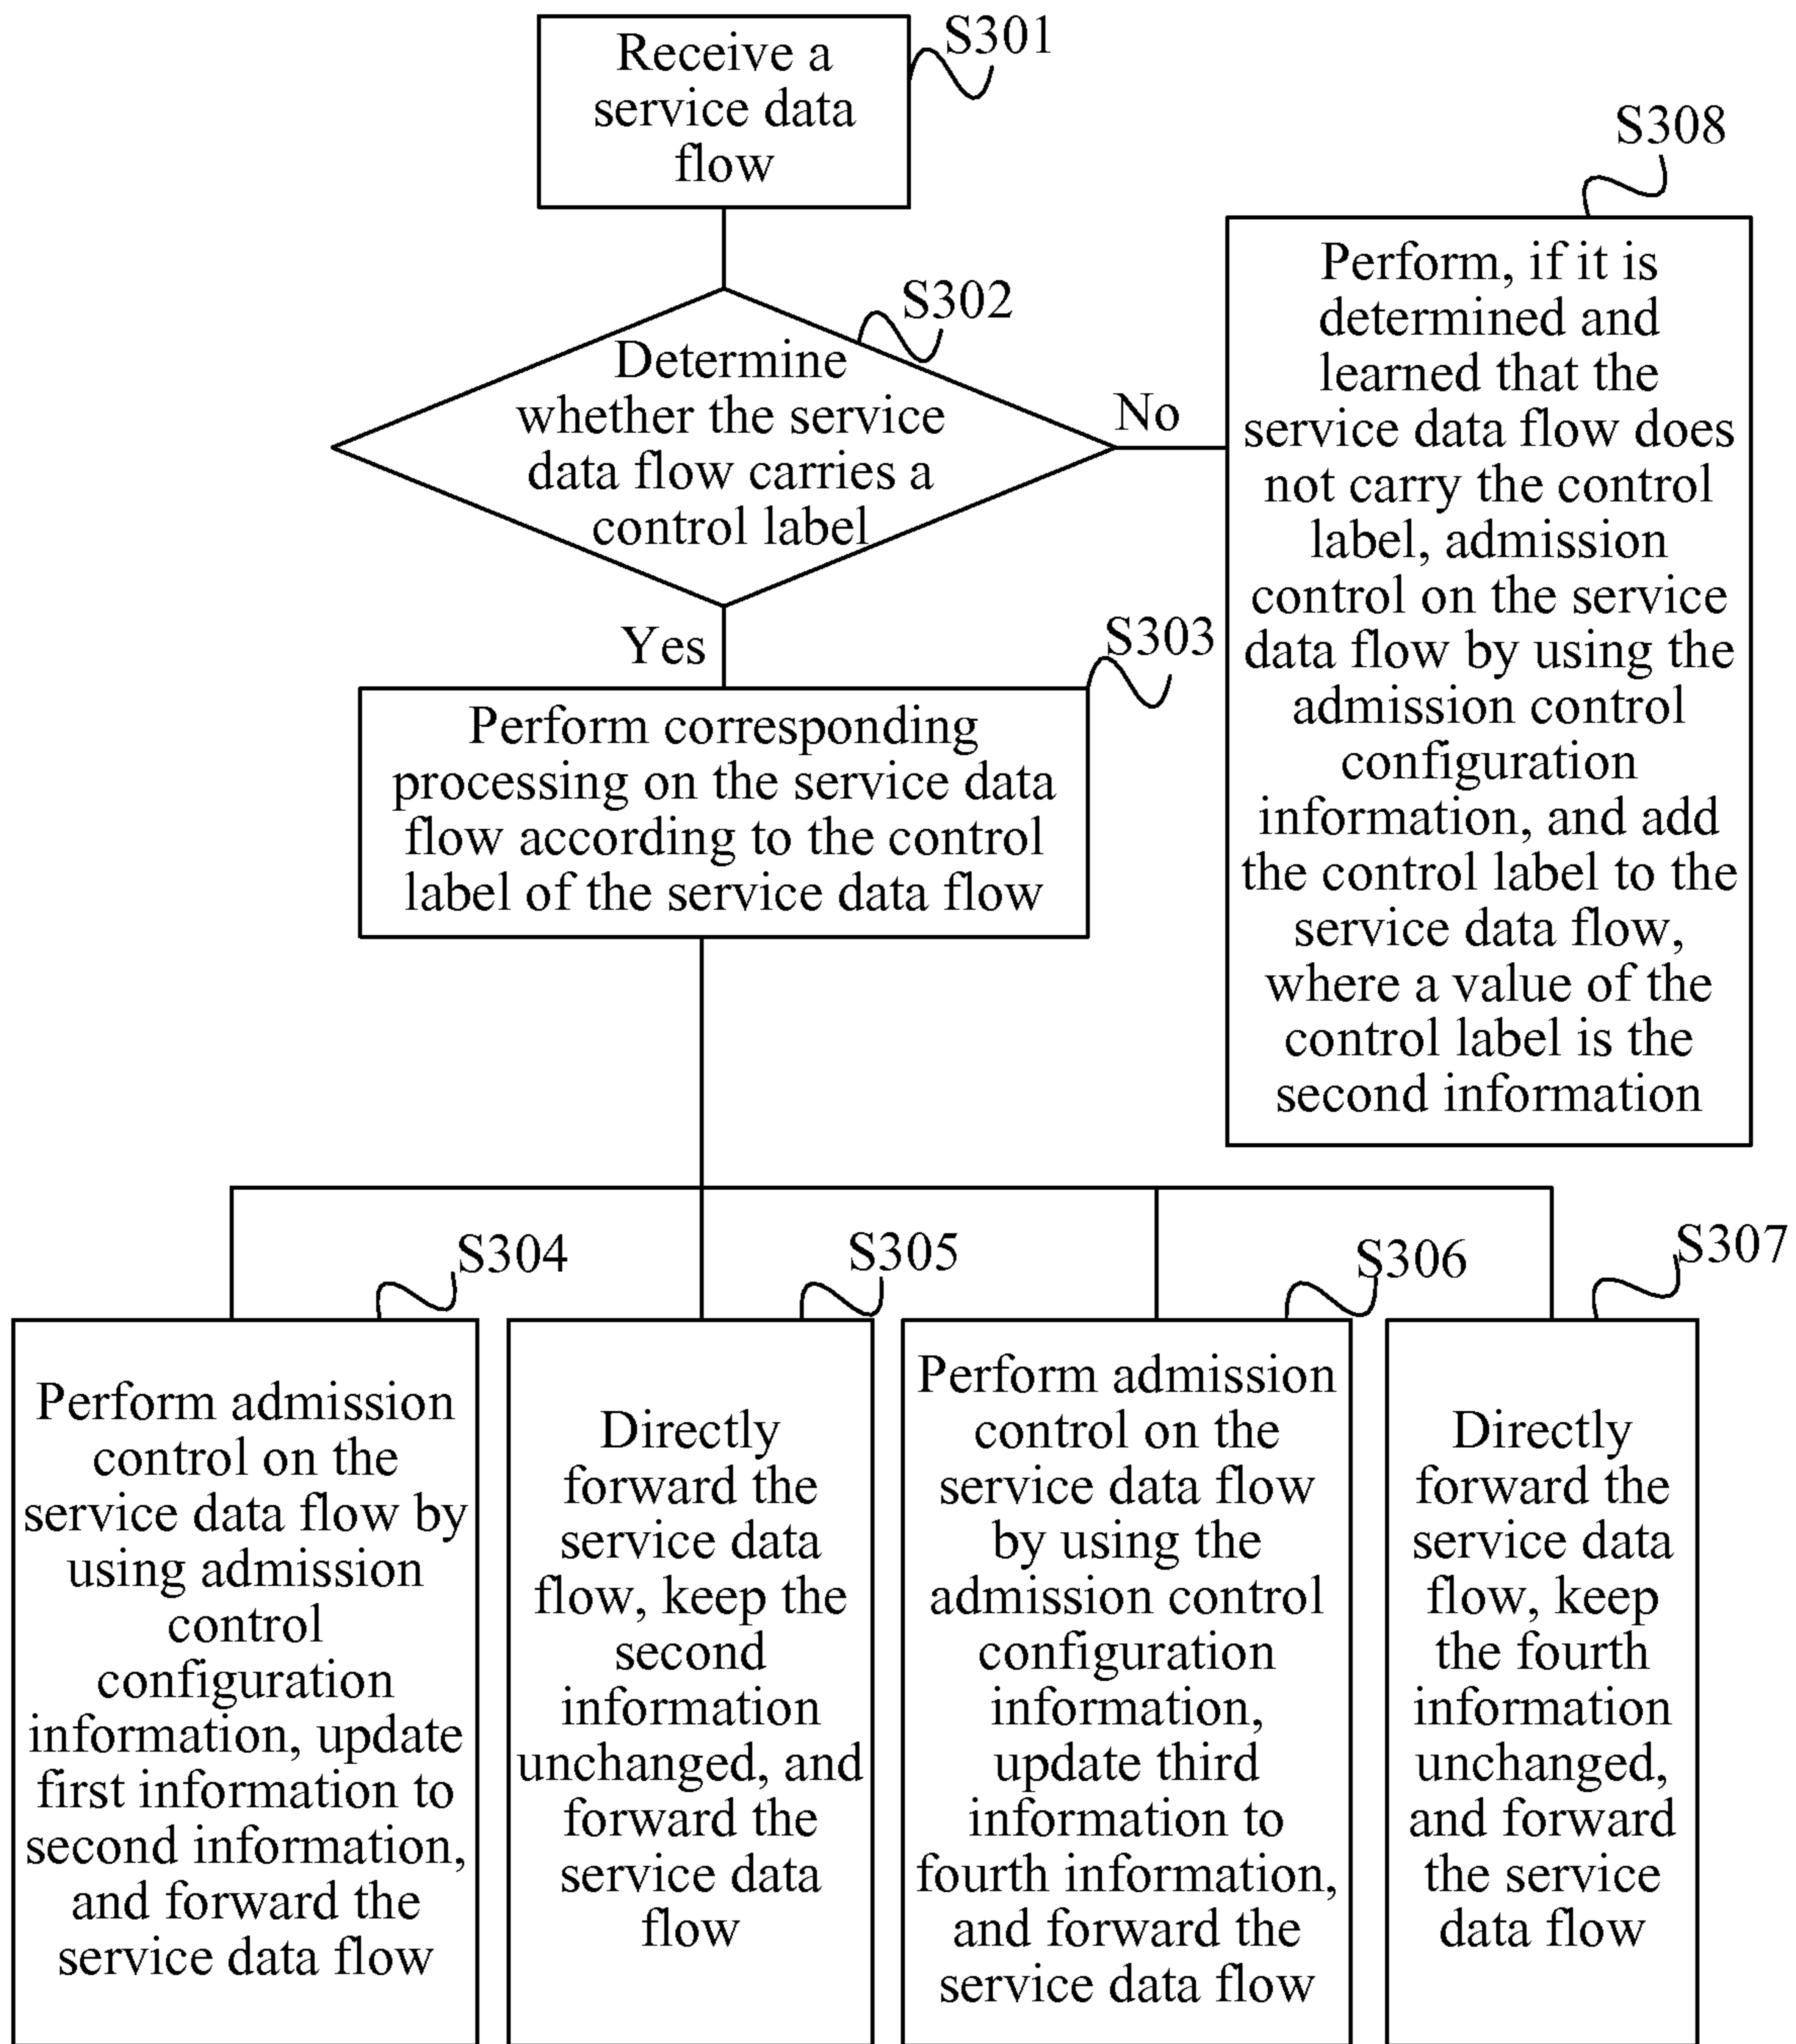 Receive a
service data
flow
S301
Determine
whether the service
data flow carries a
control label
S302
No
Yes
S308
Perform, if it is
determined and
learned that the
service data flow does
not carry the control
label, admission
control on the service
data flow by using the
admission control
configuration
information, and add
the control label to the
service data flow,
where a value of the
control label is the
second information
S303
Perform corresponding
processing on the service data
flow according to the control
label of the service data flow
S304
Perform admission
control on the
service data flow by
using admission
control
configuration
information, update
first information to
second information,
and forward the
service data flow
S305
Directly
forward the
service data
flow, keep the
second
information
unchanged, and
forward the
service data
flow
S306
Perform admission
control on the
service data flow
by using the
admission control
configuration
information,
update third
information to
fourth information,
and forward the
service data flow
S307
Directly
forward the
service data
flow, keep
the fourth
information
unchanged,
and forward
the service
data flow